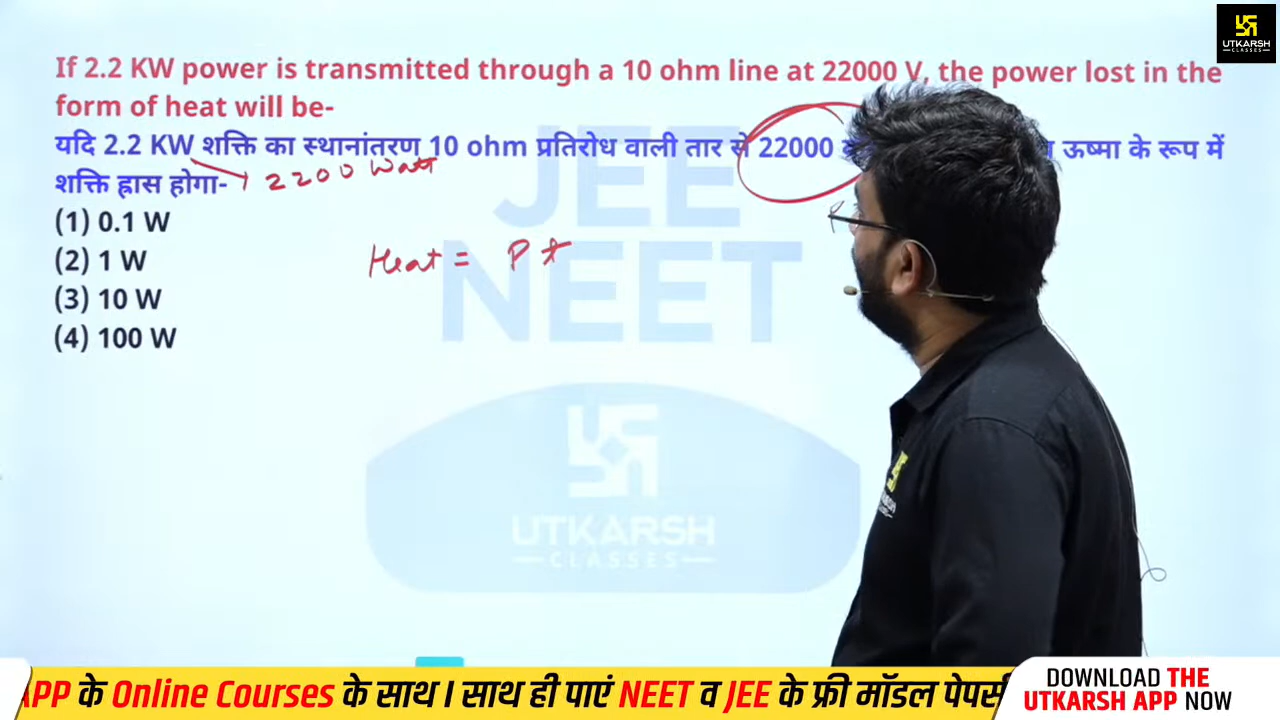 UTKARSH
CLASSES
If 2.2 KW power is transmitted through a 10 ohm line at 22000 V, the power lost in the
form of heat will be-
यदि 2.2 KW शक्ति का स्थानांतरण 10 ohm प्रतिरोध वाली तार से 22000 ऊष्मा के रूप में
शक्ति ह्रास होगा-
2200 Watt
(1) 0.1 W
(2) 1 W
Heat = Pt
(3) 10 W
(4) 100 W
JEE
NEET
UTKARSH
CLASSES
APP के Online Courses के साथ । साथ ही पाएं NEET व JEE के फ्री मॉडल पेपर्स
DOWNLOAD THE
UTKARSH APP NOW